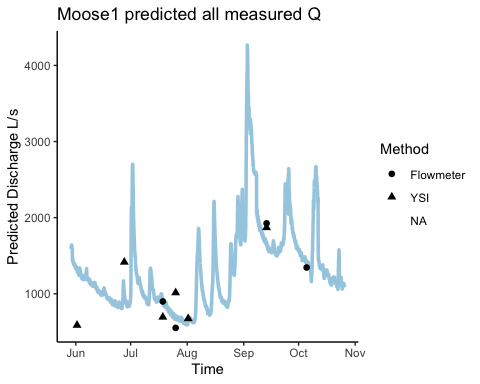 Moose1 predicted all measured Q
Predicted Discharge L/s
4000
3000
2000
1000
Jun Jul Aug Sep Oct Nov
Time
Method
Flowmeter
YSI
NA